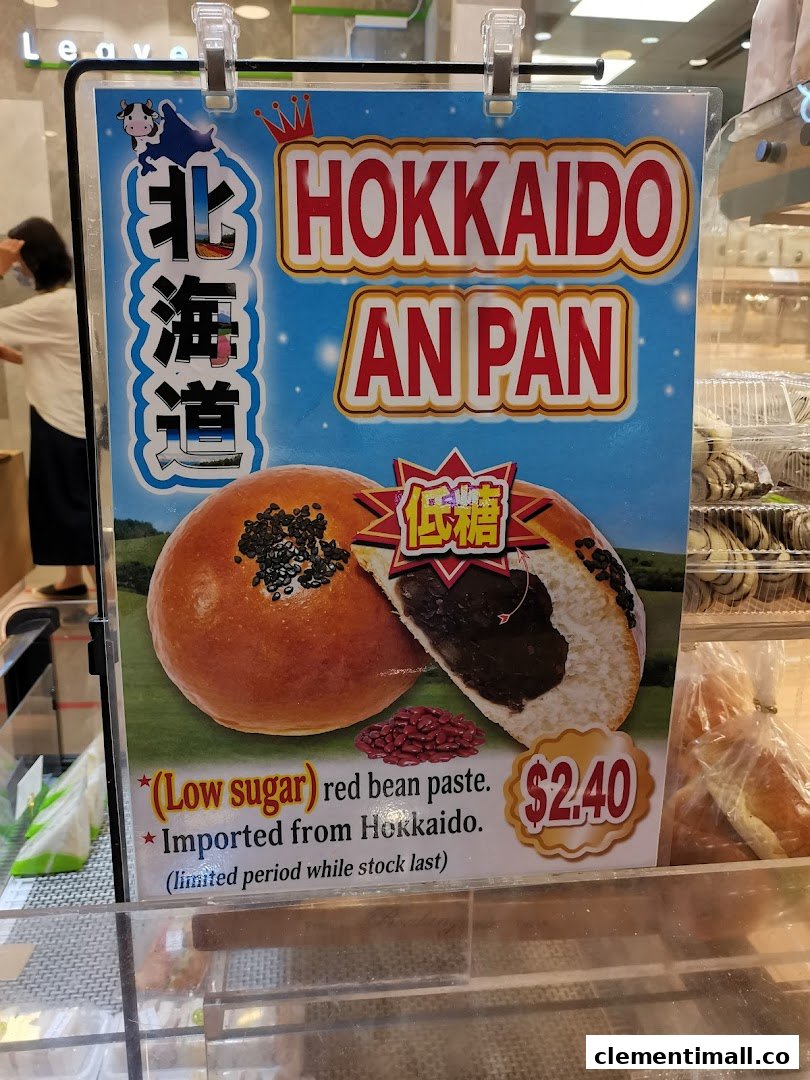 Leave
北海道
HOKKAIDO
AN PAN
低糖
*(Low sugar) red bean paste.
*Imported from Hokkaido.
(limited period while stock last)
$2.40
clementimall.co